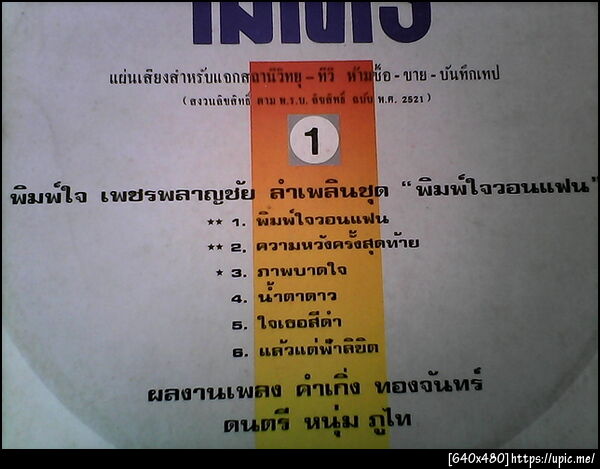 แผ่นเสียงสำหรับแจกสถานีวิทยุ - ทีวี ห้ามซื้อ - ขาย - บันทึกเทป
(สงวนลิขสิทธิ์ ตาม พ.ร.บ. ลิขสิทธิ์ ฉบับ พ.ศ. 2521)
1
พิมพ์ใจ เพชรพลาญชัย ลำเพลินชุด "พิมพ์ใจวอนแฟน"
★★ 1. พิมพ์ใจวอนแฟน
★★ 2. ความหวังครั้งสุดท้าย
★ 3. ภาพบาดใจ
4. น้ำตาดาว
5. ใจเธอสีดำ
6. แล้วแต่ฟ้าลิขิต
ผลงานเพลง คำเกิ่ง ทองจันทร์
ดนตรี หนุ่ม ภูไท
[640x480]https://upic.me/